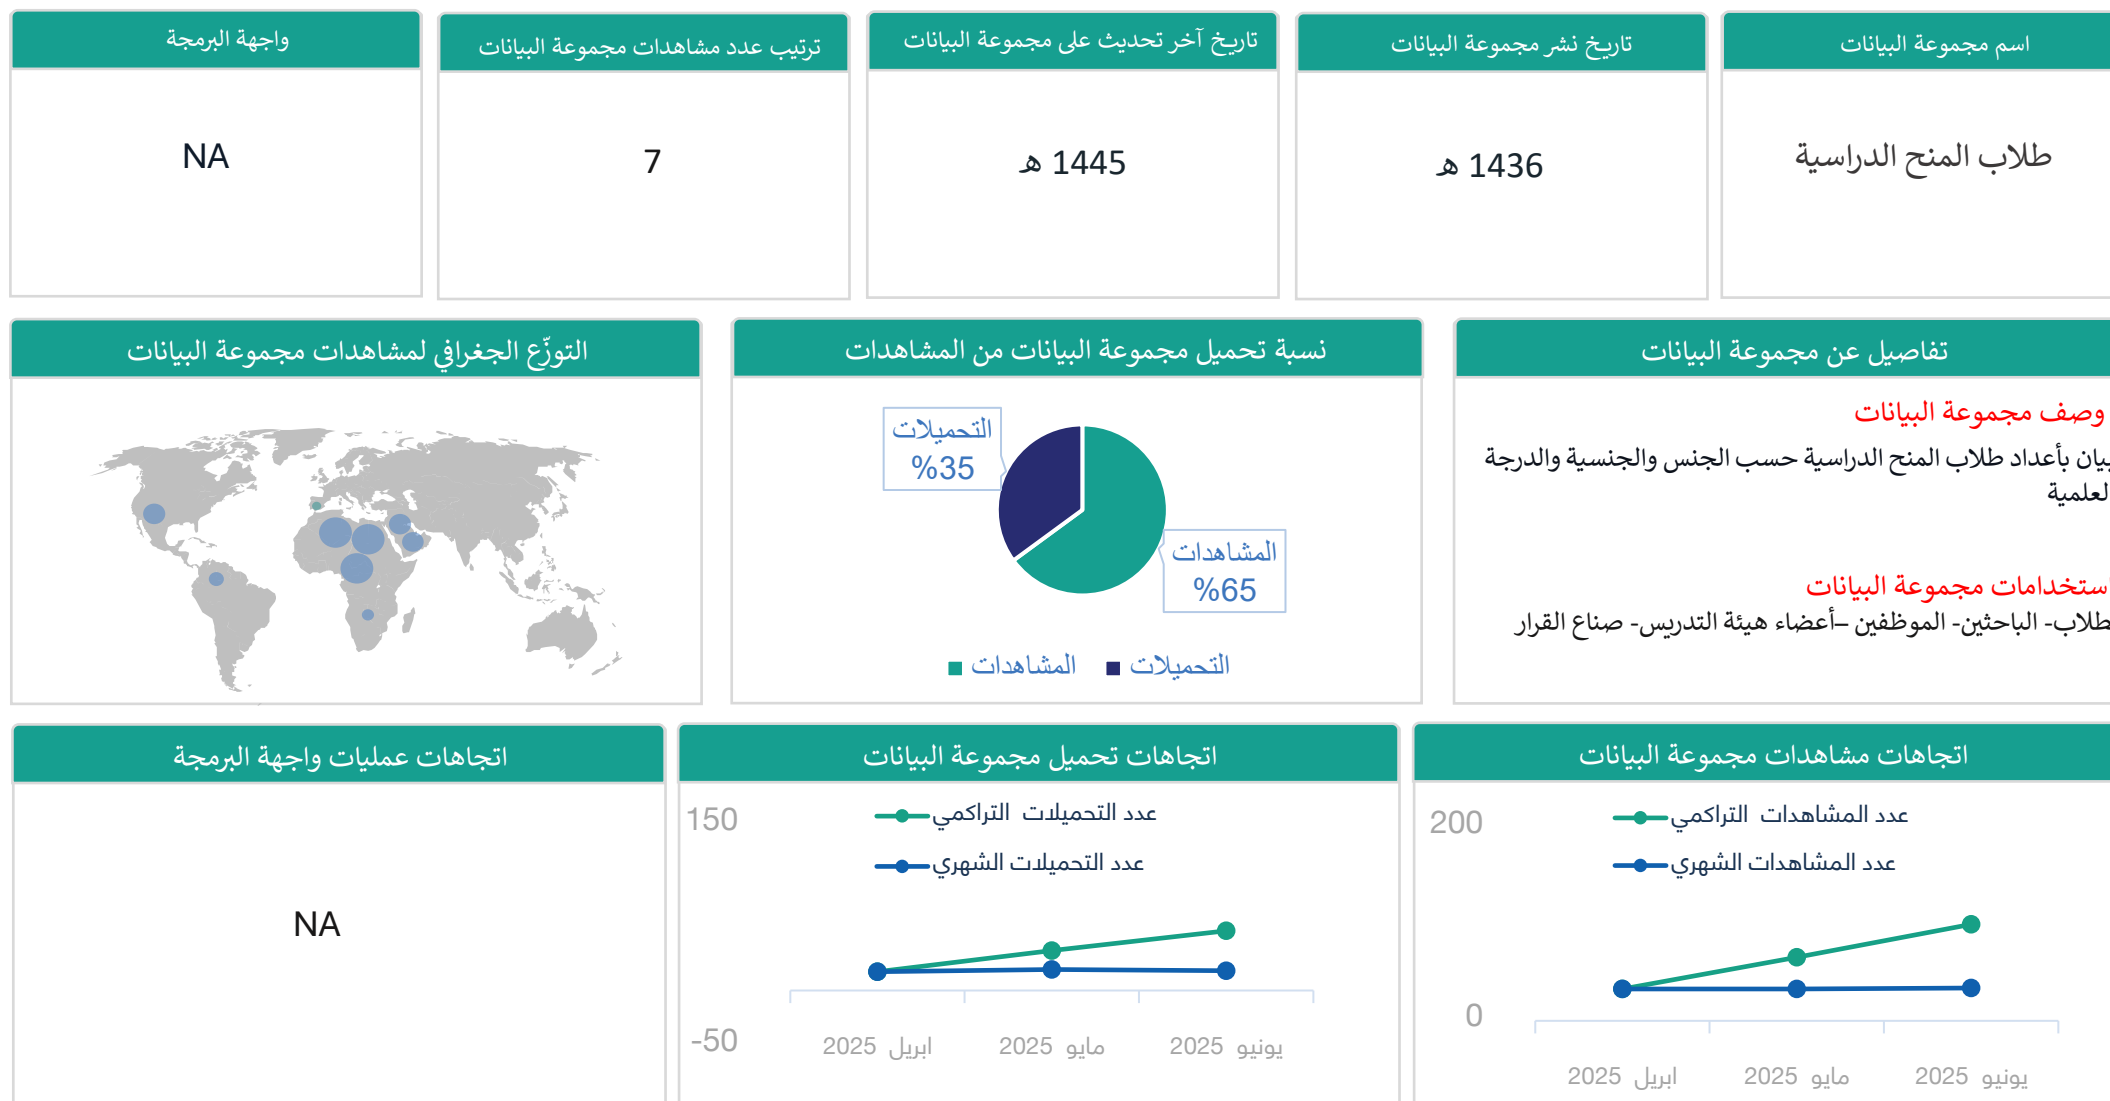 اسم مجموعة البيانات
طلاب المنح الدراسية
تاريخ نشر مجموعة البيانات
1436 هـ
تاريخ آخر تحديث على مجموعة البيانات
1445 هـ
ترتيب عدد مشاهدات مجموعة البيانات
7
واجهة البرمجة
NA
تفاصيل عن مجموعة البيانات
وصف مجموعة البيانات
بيان بأعداد طلاب المنح الدراسية حسب الجنس والجنسية والدرجة
العلمية
استخدامات مجموعة البيانات
طلاب- الباحثين- الموظفين –أعضاء هيئة التدريس- صناع القرار
نسبة تحميل مجموعة البيانات من المشاهدات
التحميلات
%35
المشاهدات
%65
المشاهدات
التحميلات
التوزّع الجغرافي لمشاهدات مجموعة البيانات
اتجاهات مشاهدات مجموعة البيانات
200
عدد المشاهدات التراكمي
عدد المشاهدات الشهري
0
ابريل 2025
مايو 2025
يونيو 2025
اتجاهات تحميل مجموعة البيانات
150
عدد التحميلات التراكمي
عدد التحميلات الشهري
-50
ابريل 2025
مايو 2025
يونيو 2025
اتجاهات عمليات واجهة البرمجة
NA